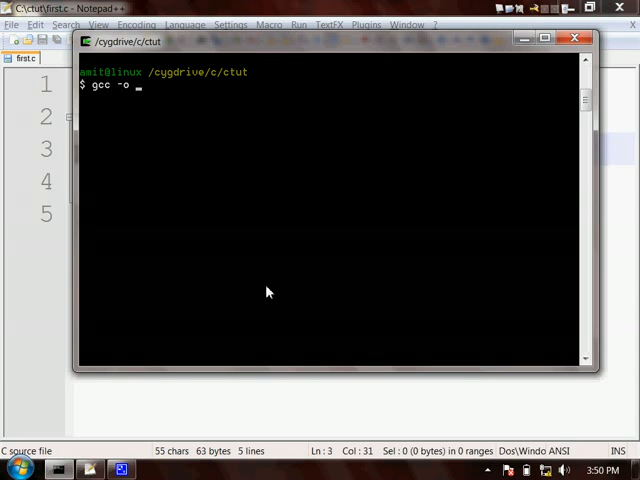 C:\ctut\first.c - Notepad++
File Edit Search View Encoding Language Settings Macro Run TextFX Plugins Window ?
X
first.c
/cygdrive/c/ctut
amit@linux /cygdrive/c/ctut
$ gcc -o _
1
2
3
4
5
C source file 55 chars 63 bytes 5 lines Ln : 3 Col : 31 Sel : 0 (0 bytes) in 0 ranges Dos\Windo ANSI INS
3:50 PM